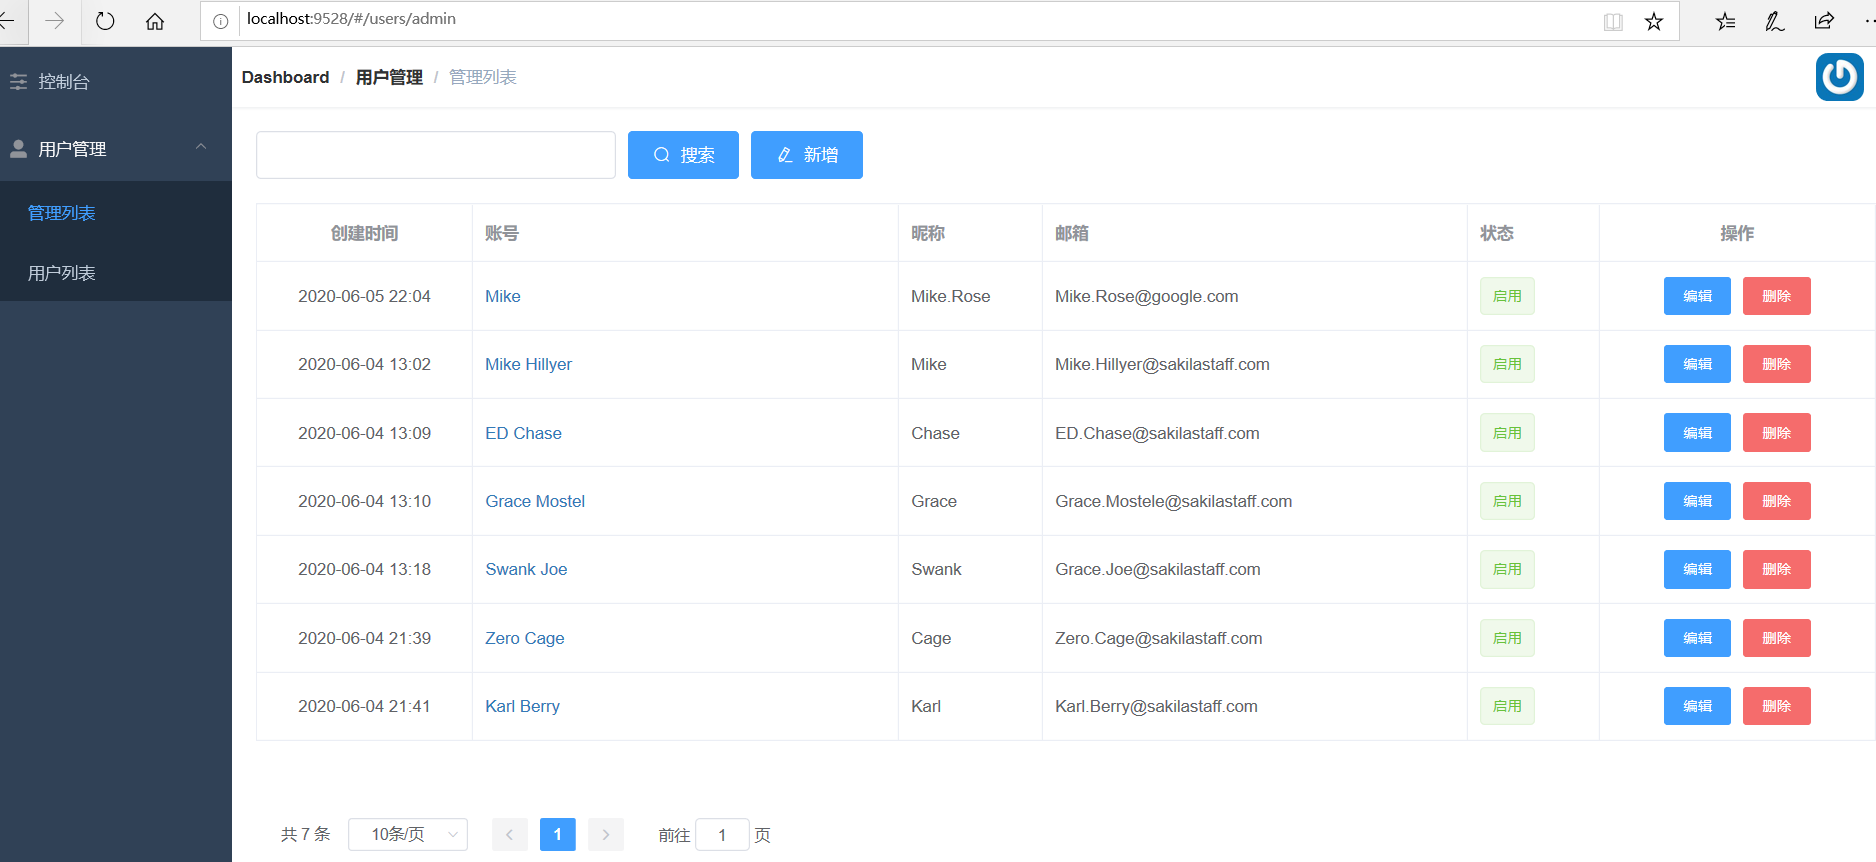 localhost:9528/#/users/admin
控制台
用户管理
管理列表
用户列表
Dashboard / 用户管理 / 管理列表
搜索 新增
创建时间 账号 昵称 邮箱 状态 操作
2020-06-05 22:04 Mike Mike.Rose Mike.Rose@google.com 启用 编辑 删除
2020-06-04 13:02 Mike Hillyer Mike Mike.Hillyer@sakilastaff.com 启用 编辑 删除
2020-06-04 13:09 ED Chase Chase ED.Chase@sakilastaff.com 启用 编辑 删除
2020-06-04 13:10 Grace Mostel Grace Grace.Mostele@sakilastaff.com 启用 编辑 删除
2020-06-04 13:18 Swank Joe Swank Grace.Joe@sakilastaff.com 启用 编辑 删除
2020-06-04 21:39 Zero Cage Cage Zero.Cage@sakilastaff.com 启用 编辑 删除
2020-06-04 21:41 Karl Berry Karl Karl.Berry@sakilastaff.com 启用 编辑 删除
共 7 条 10条/页 1 前往 1 页